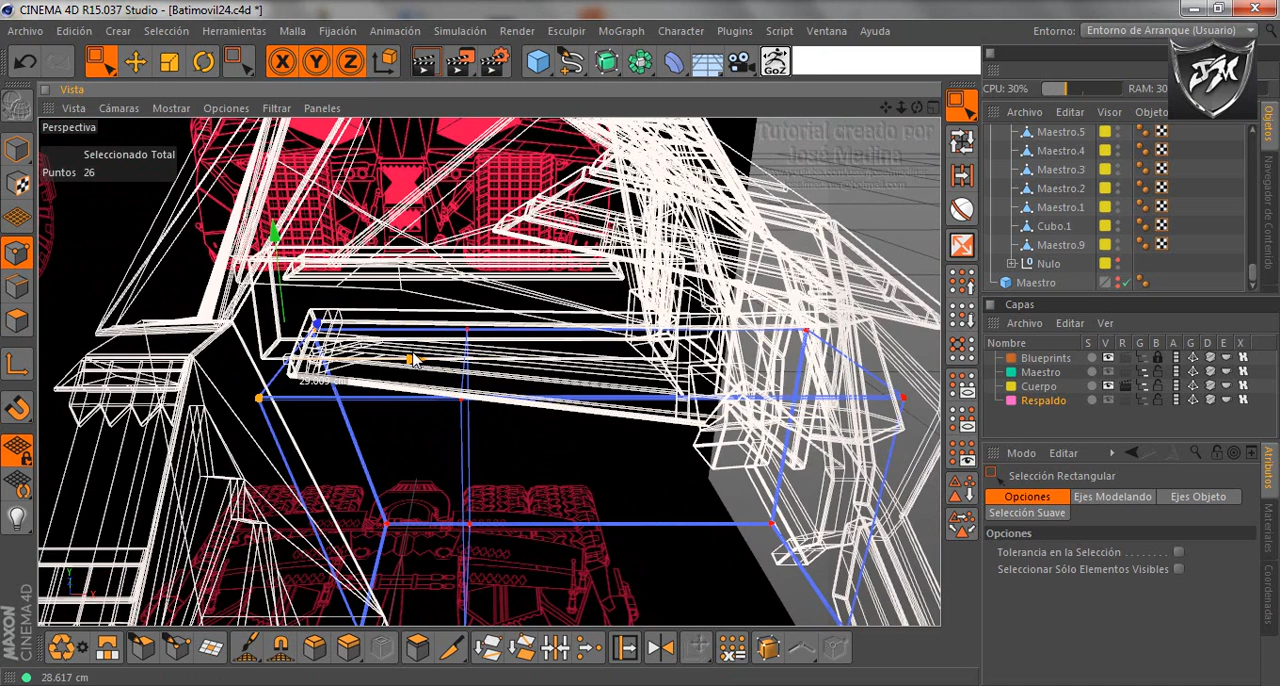 CINEMA 4D R15.037 Studio - [Batimovil24.c4d *]
Archivo Edición Crear Selección Herramientas Malla Fijación Animación Simulación Render Esculpir MoGraph Character Plugins Script Ventana Ayuda
Entorno: Entorno de Arranque (Usuario)
X Y Z
GoZ
JM
Vista
CPU: 30% RAM: 30
Vista Cámaras Mostrar Opciones Filtrar Paneles
Archivo Editar Visor Objeto
Perspectiva
Seleccionado Total
Puntos 26
Tutorial creado por
José Medina
29.009 cm
Maestro.5
Maestro.4
Maestro.3
Maestro.2
Maestro.1
Cubo.1
Maestro.9
Nulo
Maestro
Objetos
Navegador de Contenido
Capas
Archivo Editar Ver
Nombre S V R G L A G D E X
Blueprints
Maestro
Cuerpo
Respaldo
Modo Editar
Selección Rectangular
Opciones Ejes Modelando Ejes Objeto
Selección Suave
Opciones
Tolerancia en la Selección
Seleccionar Sólo Elementos Visibles
Atributos
Materiales
Coordenadas
Y
X
MAXON
CINEMA 4D
28.617 cm